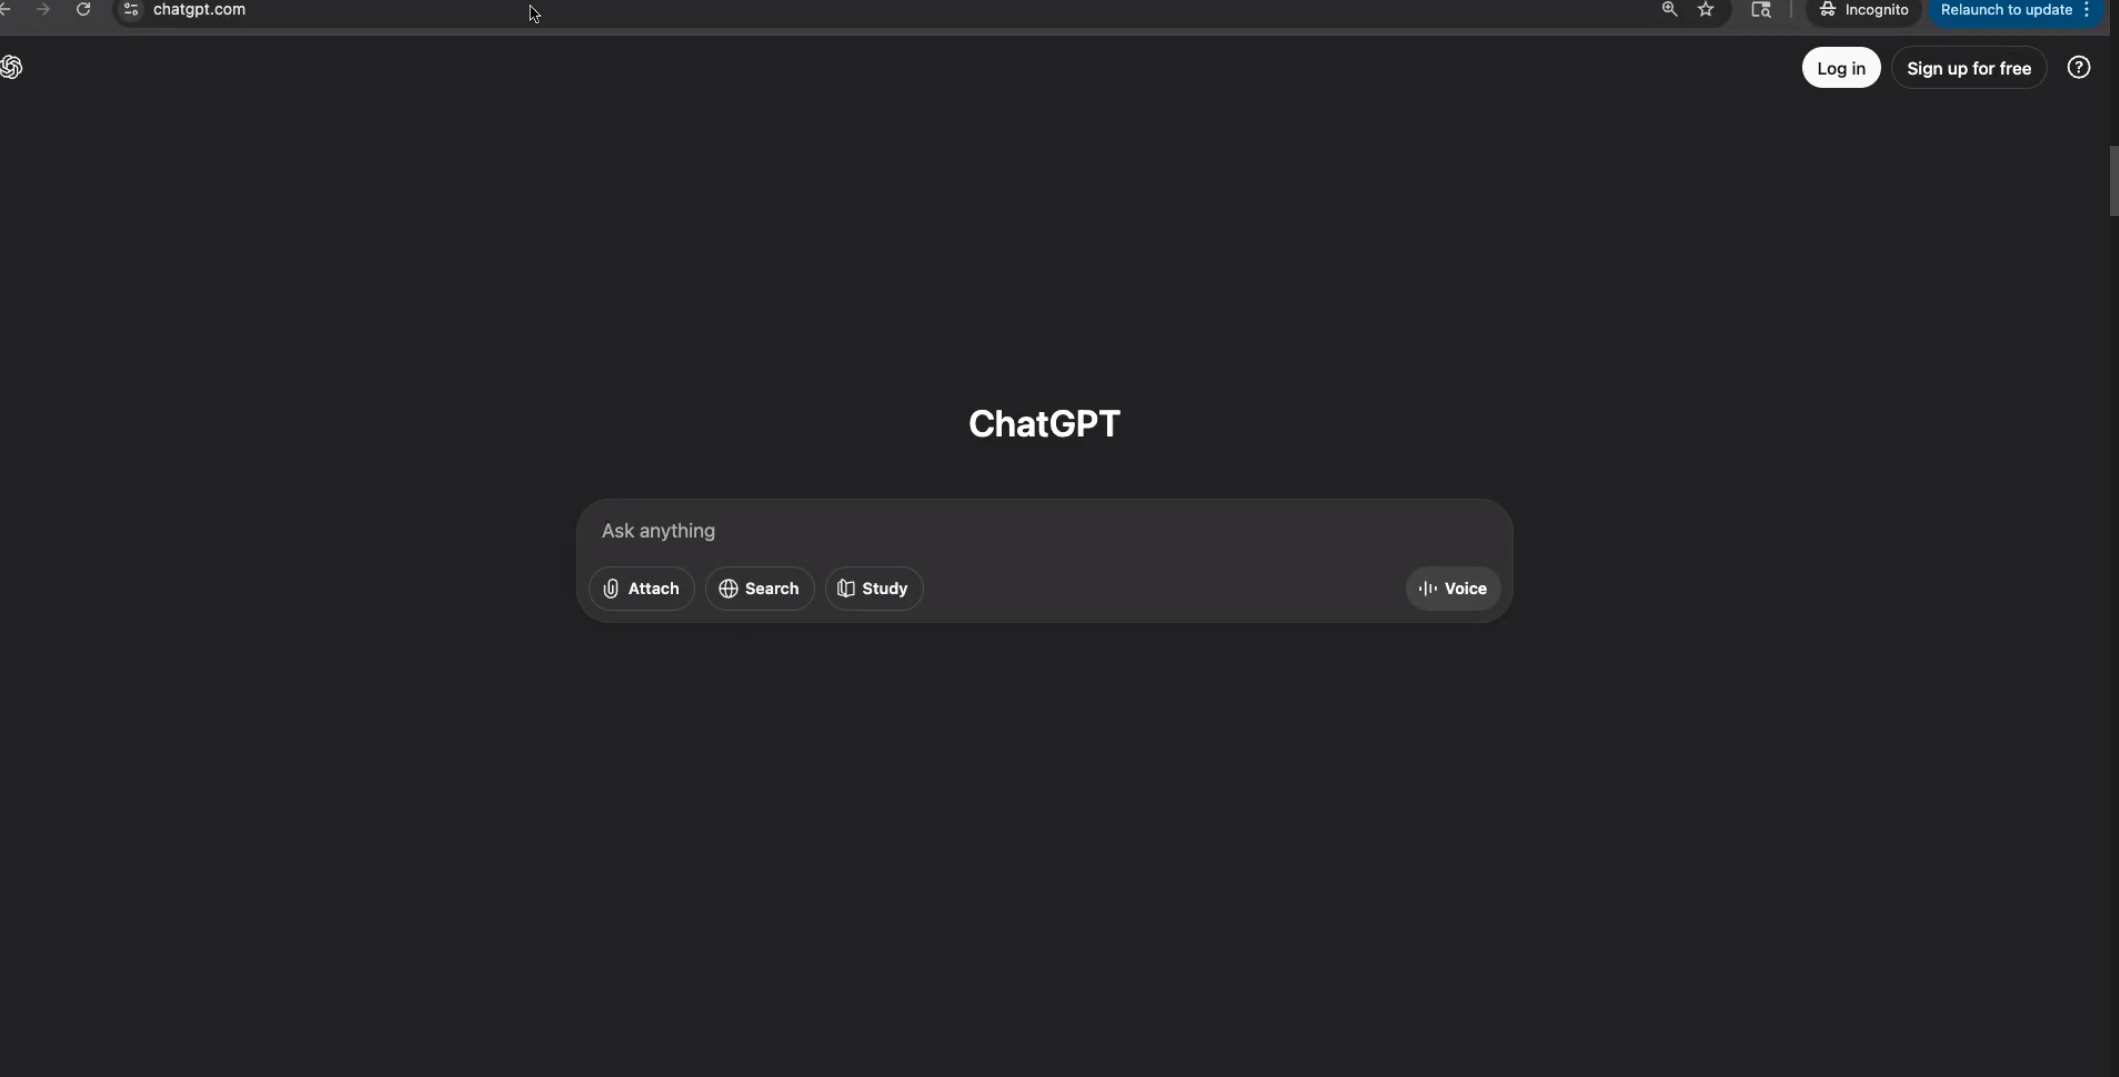 chatgpt.com
Incognito
Relaunch to update
Log in
Sign up for free
ChatGPT
Ask anything
Attach
Search
Study
Voice